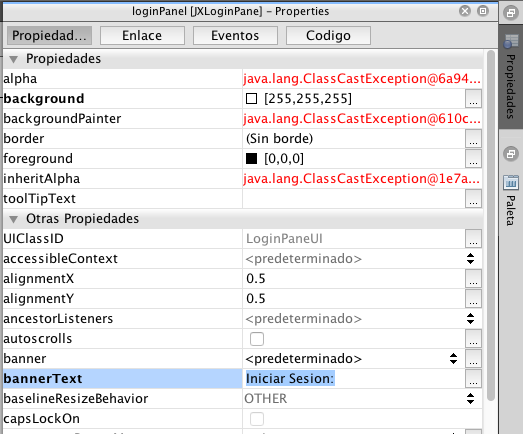 loginPanel [JXLoginPane] - Properties
Propiedad... Enlace Eventos Codigo
Propiedades
alpha java.lang.ClassCastException@6a94... ...
background [255,255,255] ...
backgroundPainter java.lang.ClassCastException@610c... ...
border (Sin borde) ...
foreground [0,0,0] ...
inheritAlpha java.lang.ClassCastException@1e7a... ...
toolTipText ...
Otras Propiedades
UIClassID LoginPaneUI ...
accessibleContext <predeterminado>
alignmentX 0.5 ...
alignmentY 0.5 ...
ancestorListeners <predeterminado>
autoscrolls ...
banner <predeterminado> ...
bannerText Iniciar Sesion: ...
baselineResizeBehavior OTHER
capsLockOn ...
Propiedades
Paleta